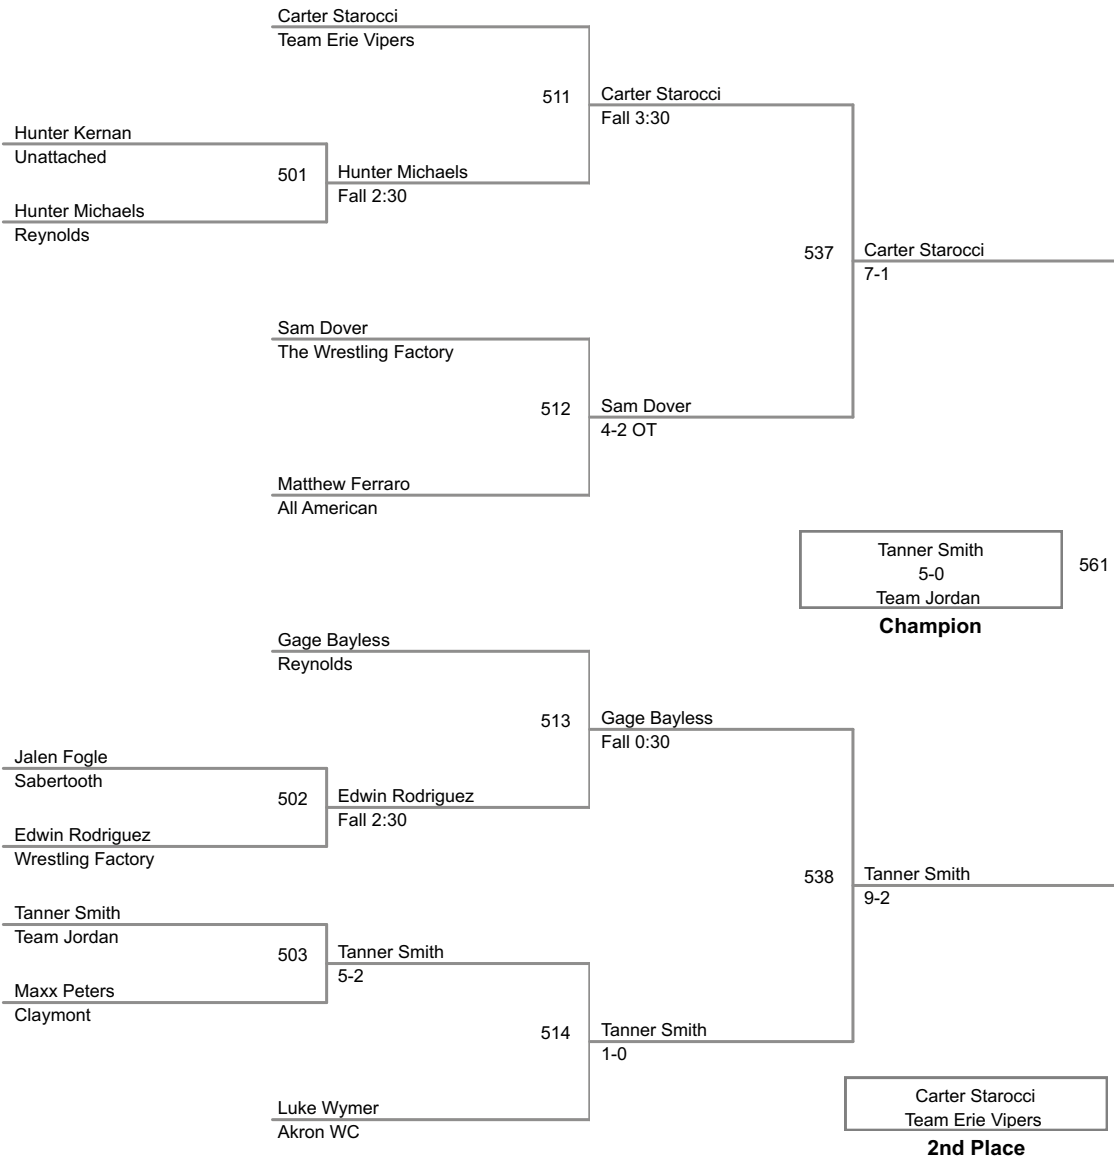 Carter Starocci
Team Erie Vipers
511
Carter Starocci
Fall 3:30
Hunter Kernan
Unattached
501
Hunter Michaels
Fall 2:30
Hunter Michaels
Reynolds
537
Carter Starocci
7-1
Sam Dover
The Wrestling Factory
512
Sam Dover
4-2 OT
Matthew Ferraro
All American
Tanner Smith
5-0
Team Jordan
561
Champion
Gage Bayless
Reynolds
513
Gage Bayless
Fall 0:30
Jalen Fogle
Sabertooth
502
Edwin Rodriguez
Fall 2:30
Edwin Rodriguez
Wrestling Factory
538
Tanner Smith
9-2
Tanner Smith
Team Jordan
503
Tanner Smith
5-2
Maxx Peters
Claymont
514
Tanner Smith
1-0
Luke Wymer
Akron WC
Carter Starocci
Team Erie Vipers
2nd Place